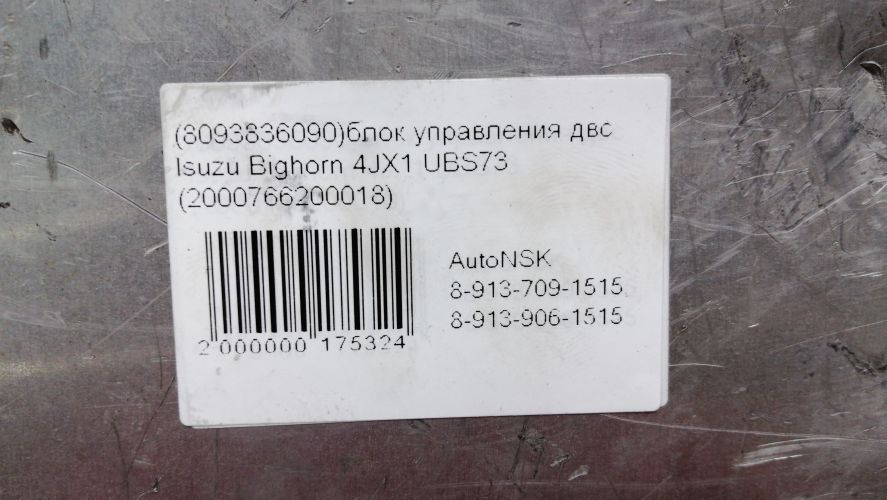 (8093836090)блок управления двс
Isuzu Bighorn 4JX1 UBS73
(2000766200018)
AutoNSK
8-913-709-1515
8-913-906-1515
2 000000 175324